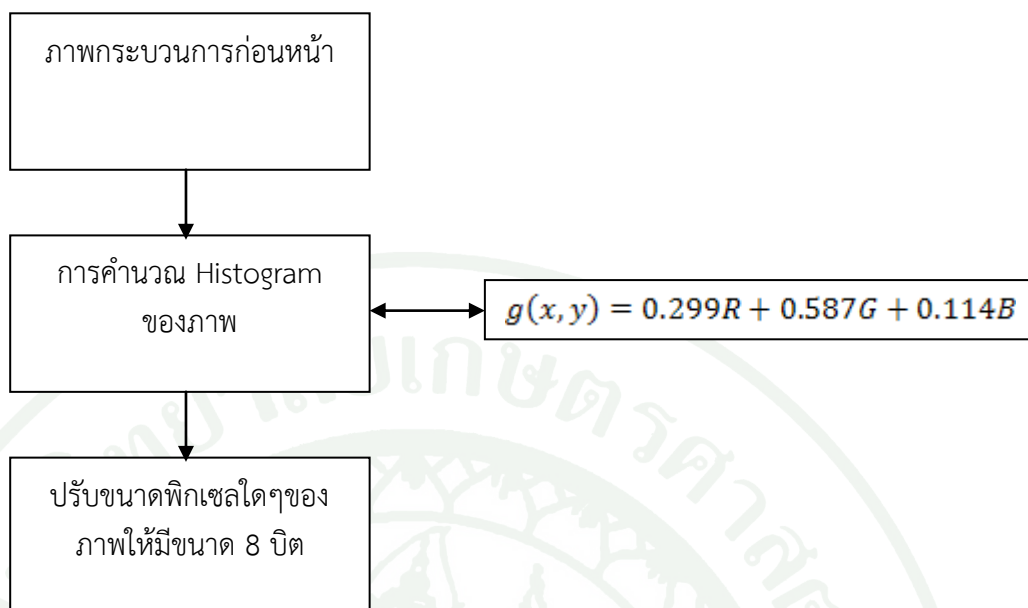 ภาพกระบวนการก่อนหน้า
การคำนวณ Histogram
ของภาพ
g(x,y) = 0.299R + 0.587G + 0.114B
ปรับขนาดพิกเซลใดๆของ
ภาพให้มีขนาด 8 บิต